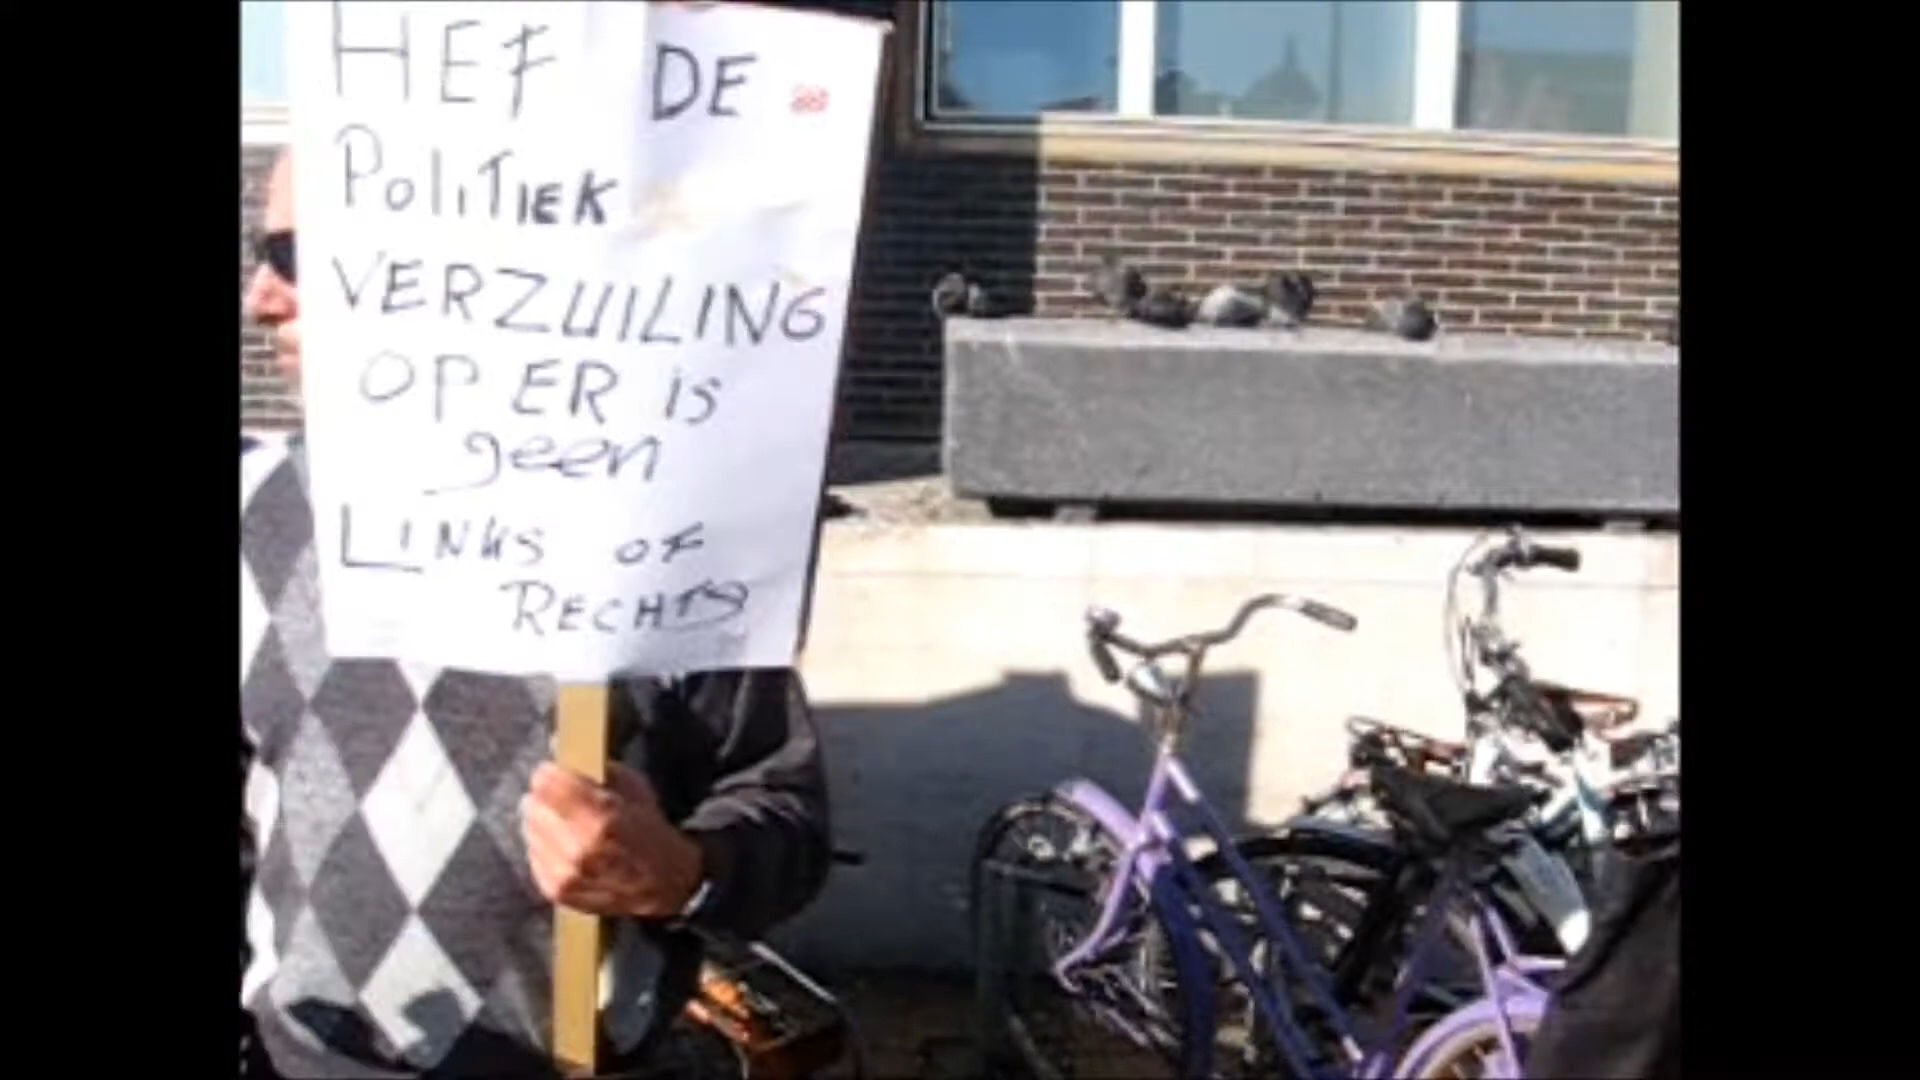 HEF DE
POLITIEK
VERZUILING
OP ER is
geen
LINKS OF
RECHTS